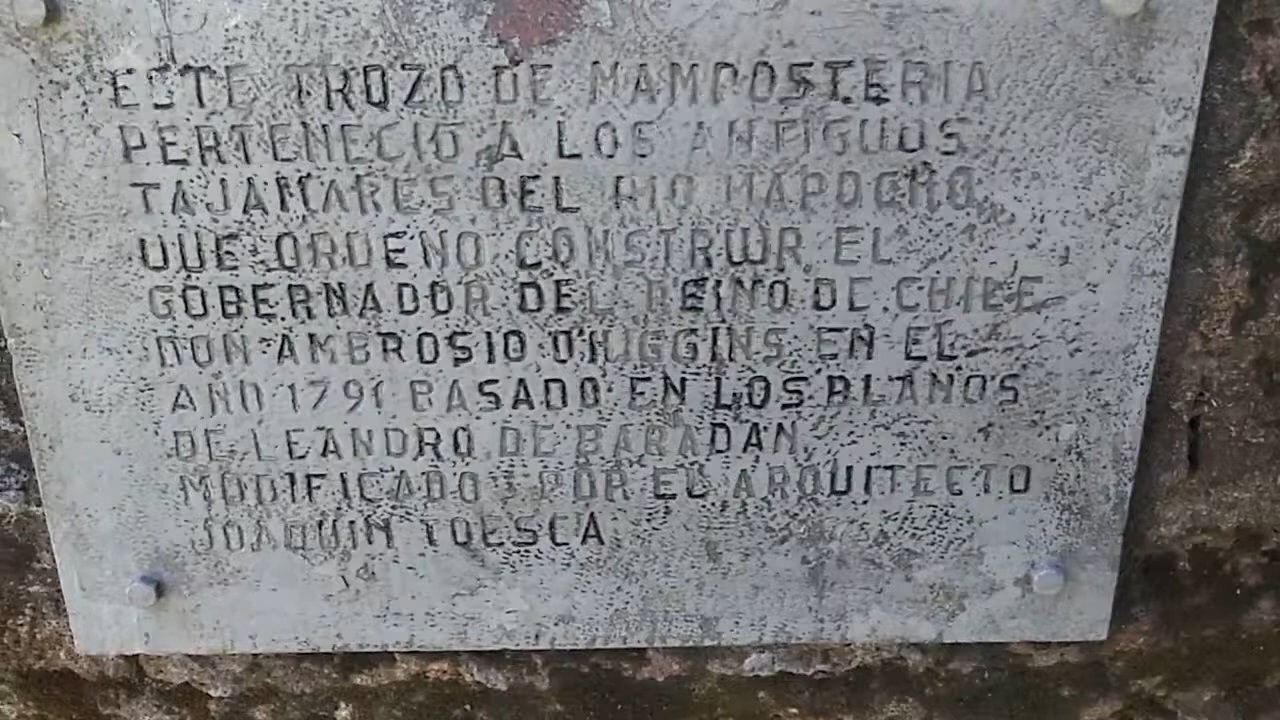 ESTE TROZO DE MAMPOSTERIA
PERTENECIO A LOS ANTIGUOS
TAJAMARES DEL RIO MAPOCHO
QUE ORDENO CONSTRUIR EL
GOBERNADOR DEL REINO DE CHILE
DON AMBROSIO O'HIGGINS EN EL
AÑO 1791 BASADO EN LOS PLANOS
DE LEANDRO DE BARADAN
MODIFICADOS POR EL ARQUITECTO
JOAQUIN TOESCA